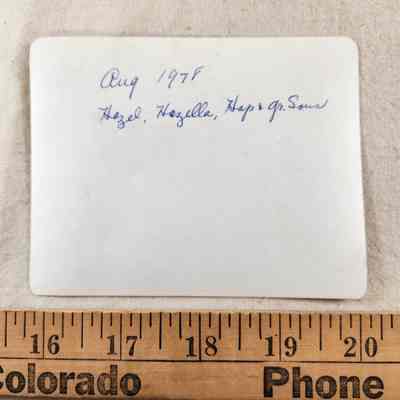 Aug 1978
Hazel, Hazella, Hap & gr. Sons
16 17 18 19 20
Colorado Phone